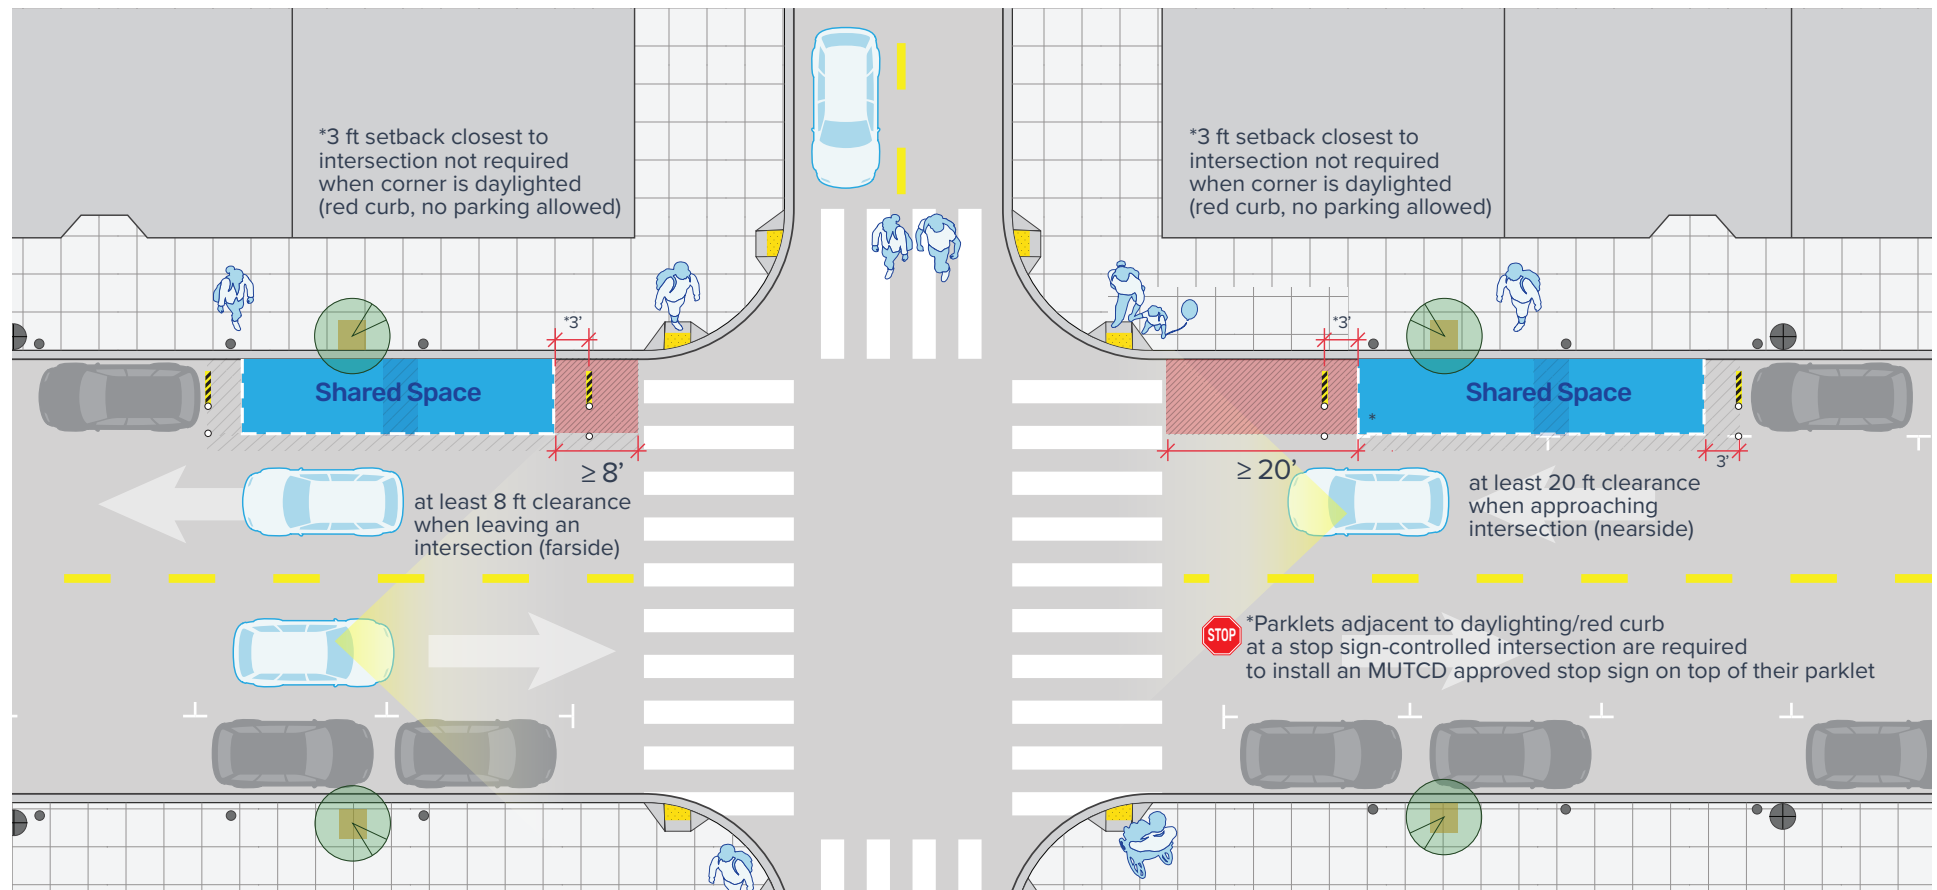 *3 ft setback closest to
intersection not required
when corner is daylighted
(red curb, no parking allowed)
*3 ft setback closest to
intersection not required
when corner is daylighted
(red curb, no parking allowed)
*3’
*3’
Shared Space
Shared Space
*
≥ 8’
≥ 20’
3’
at least 8 ft clearance
when leaving an
intersection (farside)
at least 20 ft clearance
when approaching
intersection (nearside)
STOP
*Parklets adjacent to daylighting/red curb
at a stop sign-controlled intersection are required
to install an MUTCD approved stop sign on top of their parklet